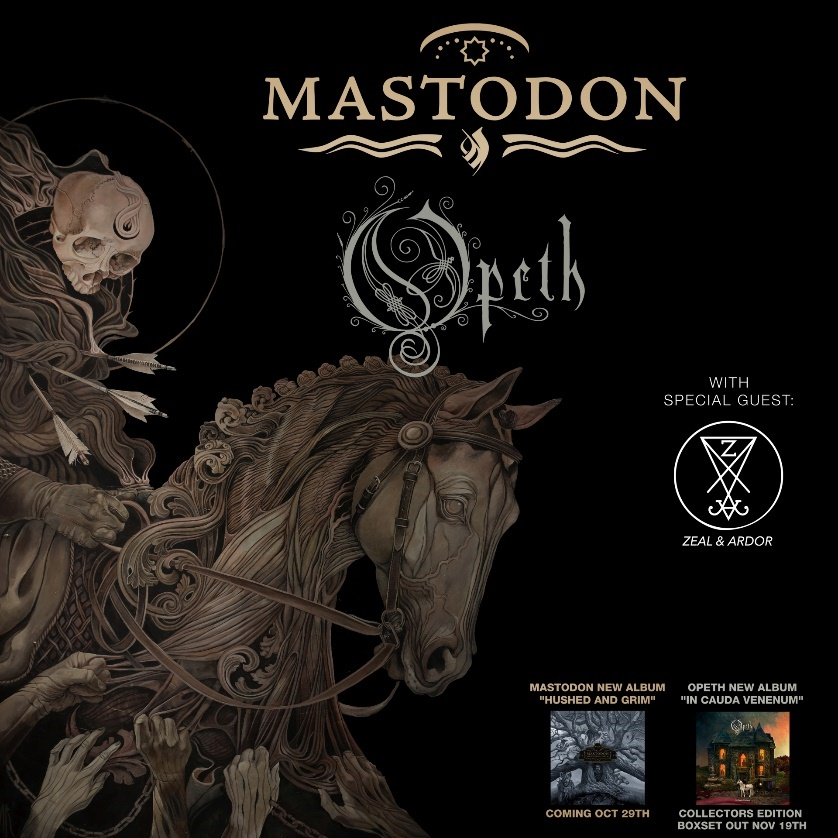 MASTODON
Opeth
WITH
SPECIAL GUEST:
Z
ZEAL & ARDOR
MASTODON NEW ALBUM
"HUSHED AND GRIM"
COMING OCT 29TH
OPETH NEW ALBUM
"IN CAUDA VENENUM"
Opeth
COLLECTORS EDITION
BOXSET OUT NOV 19TH